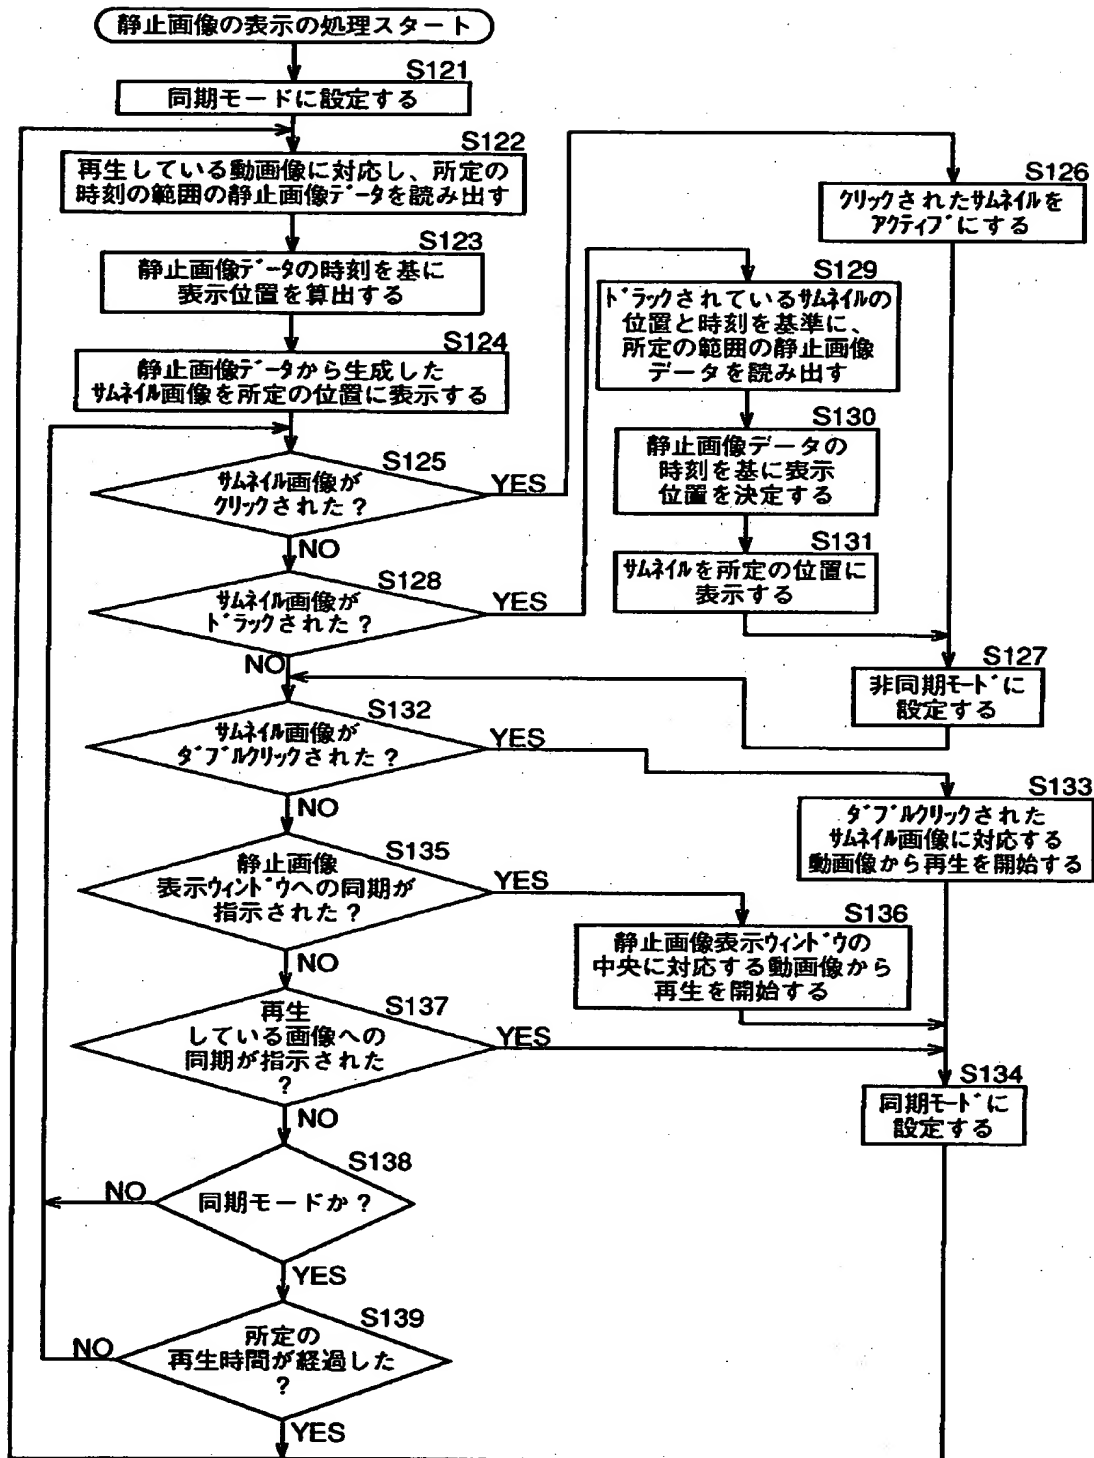 静止画像の表示の処理スタート
S121
同期モードに設定する
S122
再生している動画像に対応し、所定の
時刻の範囲の静止画像データを読み出す
S123
静止画像データの時刻を基に
表示位置を算出する
S124
静止画像データから生成した
サムネイル画像を所定の位置に表示する
S125
サムネイル画像が
クリックされた?
YES
NO
S126
クリックされたサムネイルを
アクティブにする
S128
サムネイル画像が
ドラックされた?
YES
NO
S129
ドラックされているサムネイルの
位置と時刻を基準に、
所定の範囲の静止画像
データを読み出す
S130
静止画像データの
時刻を基に表示
位置を決定する
S131
サムネイルを所定の位置に
表示する
S127
非同期モードに
設定する
S132
サムネイル画像が
ダブルクリックされた?
YES
NO
S133
ダブルクリックされた
サムネイル画像に対応する
動画像から再生を開始する
S135
静止画像
表示ウィンドウへの同期が
指示された?
YES
NO
S136
静止画像表示ウィンドウの
中央に対応する動画像から
再生を開始する
S137
再生
している画像への
同期が指示された
?
YES
NO
S134
同期モードに
設定する
S138
同期モードか?
NO
YES
S139
所定の
再生時間が経過した
?
NO
YES